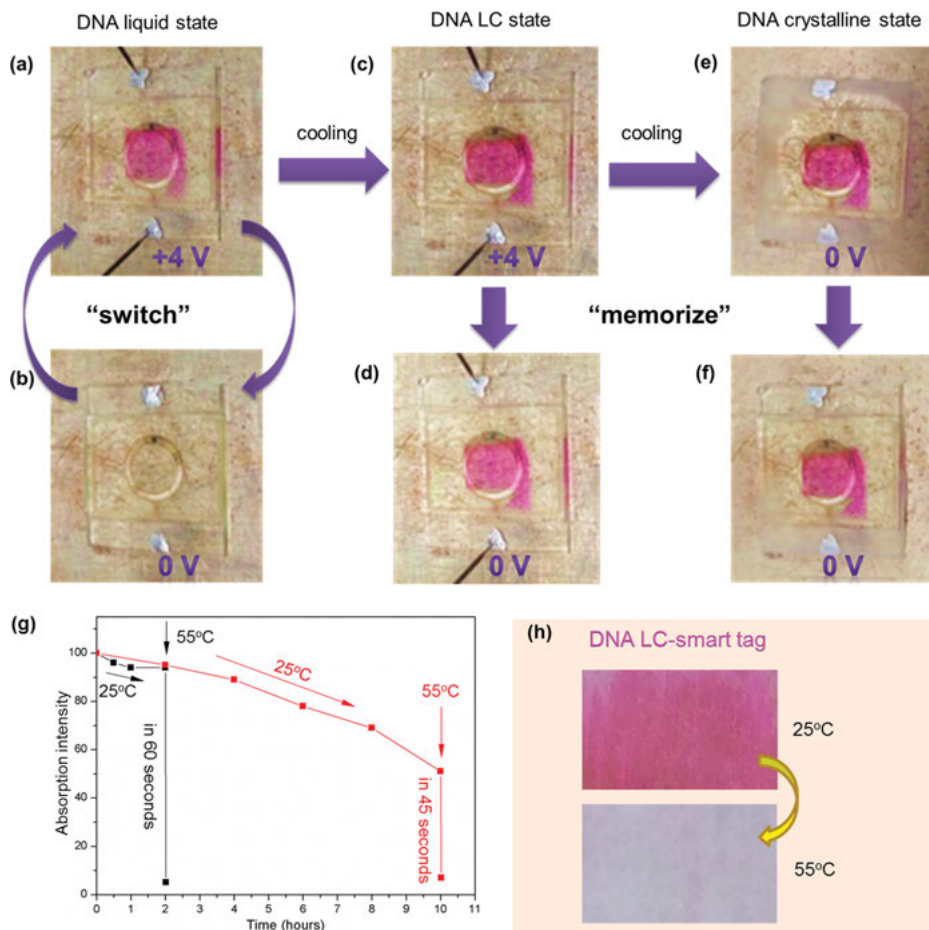 DNA liquid state
DNA LC state
DNA crystalline state
(a)
(c)
(e)
cooling
cooling
+4 V
+4 V
0 V
"switch"
"memorize"
(b)
(d)
(f)
0 V
0 V
0 V
(g)
55°C
25°C
55°C
25°C
in 60 seconds
in 45 seconds
Absorption intensity
100
80
60
40
20
0
0 1 2 3 4 5 6 7 8 9 10 11
Time (hours)
(h)
DNA LC-smart tag
25°C
55°C